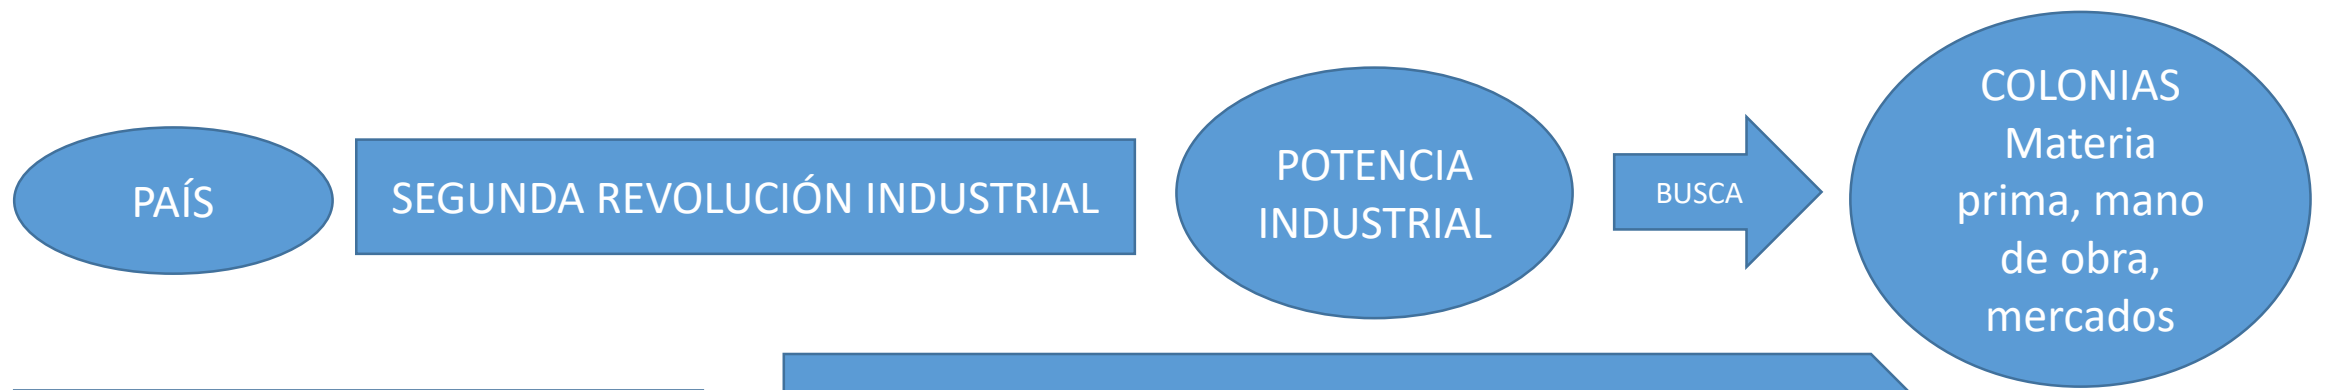 PAÍS
SEGUNDA REVOLUCIÓN INDUSTRIAL
POTENCIA
INDUSTRIAL
BUSCA
COLONIAS
Materia
prima, mano
de obra,
mercados